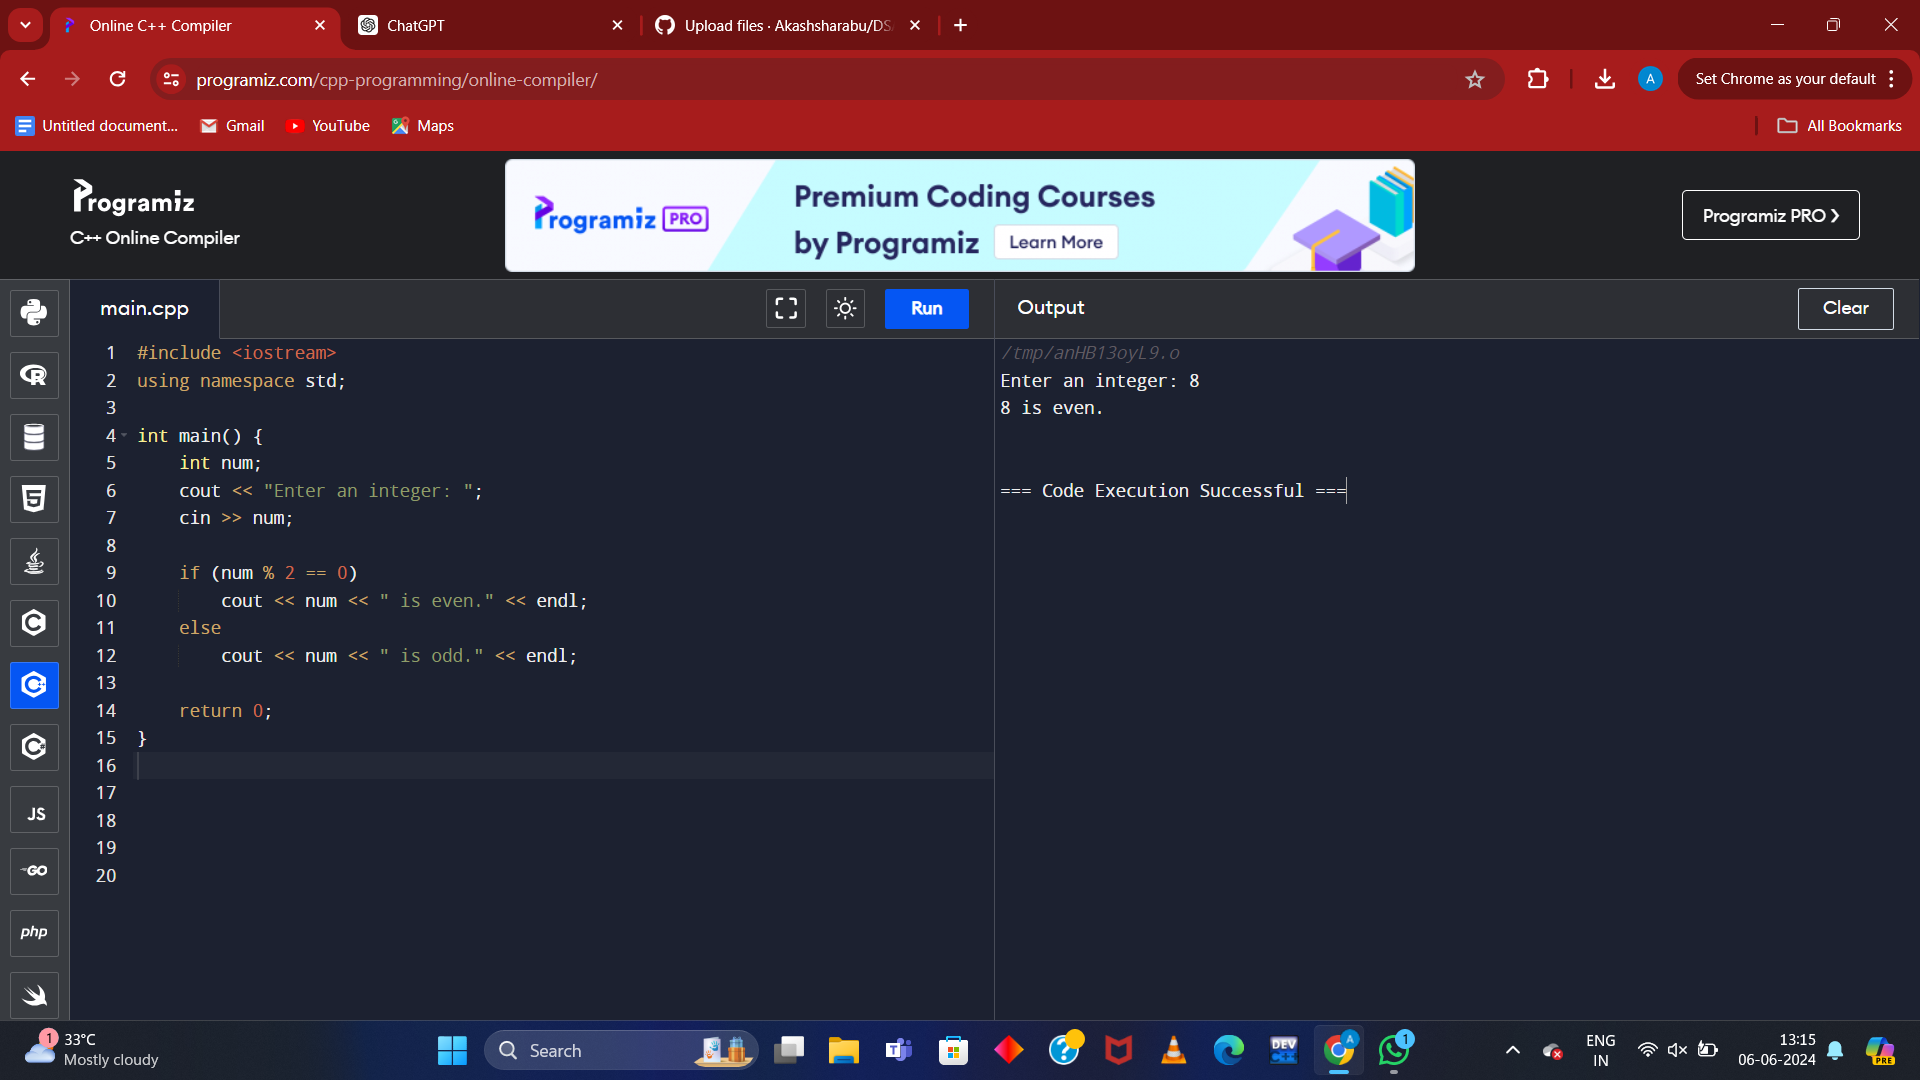 Online C++ Compiler
ChatGPT
Upload files · Akashsharabu/DS
programiz.com/cpp-programming/online-compiler/
A
Set Chrome as your default
Untitled document...
Gmail
YouTube
Maps
All Bookmarks
Programiz
C++ Online Compiler
Programiz PRO
Premium Coding Courses
by Programiz
Learn More
Programiz PRO ❯
main.cpp
Run
Output
Clear
1 #include <iostream>
2 using namespace std;
3
4 int main() {
5     int num;
6     cout << "Enter an integer: ";
7     cin >> num;
8
9     if (num % 2 == 0)
10         cout << num << " is even." << endl;
11     else
12         cout << num << " is odd." << endl;
13
14     return 0;
15 }
16
17
18
19
20
/tmp/anHB13oyL9.o
Enter an integer: 8
8 is even.
=== Code Execution Successful ===
R
5
C
C++
C#
JS
GO
php
1
33°C
Mostly cloudy
Search
DEV
A
1
ENG
IN
13:15
06-06-2024
PRE